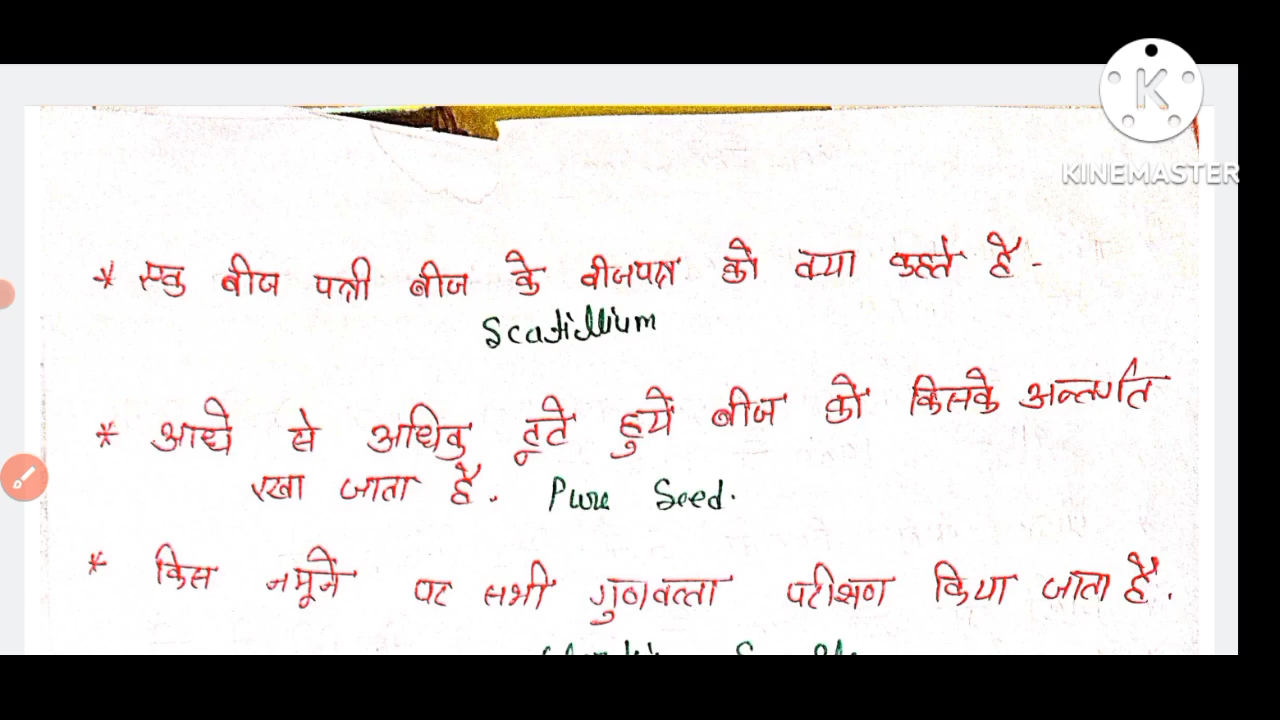 K
KINEMASTER
* एक बीज पत्री बीज के बीजपत्र को क्या कहते है -
Scatillium
* आधे से अधिक टूटे हुये बीज को किसके अन्तर्गत
रखा जाता है. Pure Seed.
* किस नमूने पर सभी गुणवत्ता परीक्षण किया जाता है.